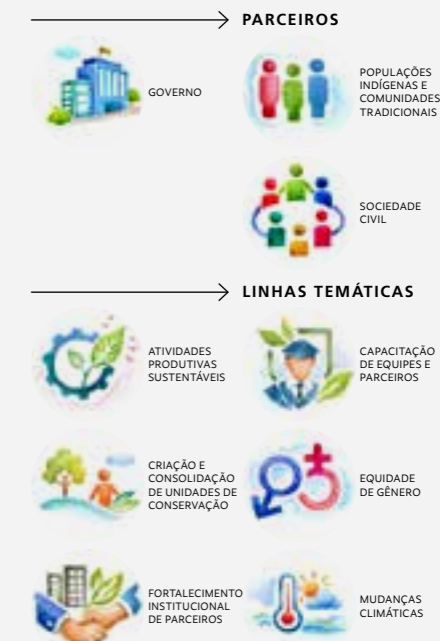 PARCEIROS
GOVERNO
POPULAÇÕES
INDÍGENAS E
COMUNIDADES
TRADICIONAIS
SOCIEDADE
CIVIL
LINHAS TEMÁTICAS
ATIVIDADES
PRODUTIVAS
SUSTENTÁVEIS
CAPACITAÇÃO
DE EQUIPES E
PARCEIROS
CRIAÇÃO E
CONSOLIDAÇÃO
DE UNIDADES DE
CONSERVAÇÃO
EQUIDADE
DE GÊNERO
FORTALECIMENTO
INSTITUCIONAL
DE PARCEIROS
MUDANÇAS
CLIMÁTICAS